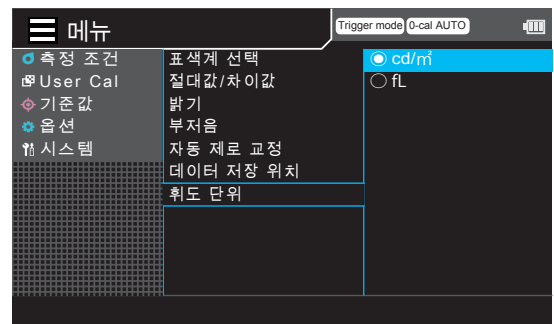 메뉴
Trigger mode 0-cal AUTO
측정 조건
User Cal
기준값
옵션
시스템
표색계 선택
절대값/차이값
밝기
부저음
자동 제로 교정
데이터 저장 위치
휘도 단위
cd/㎡
fL